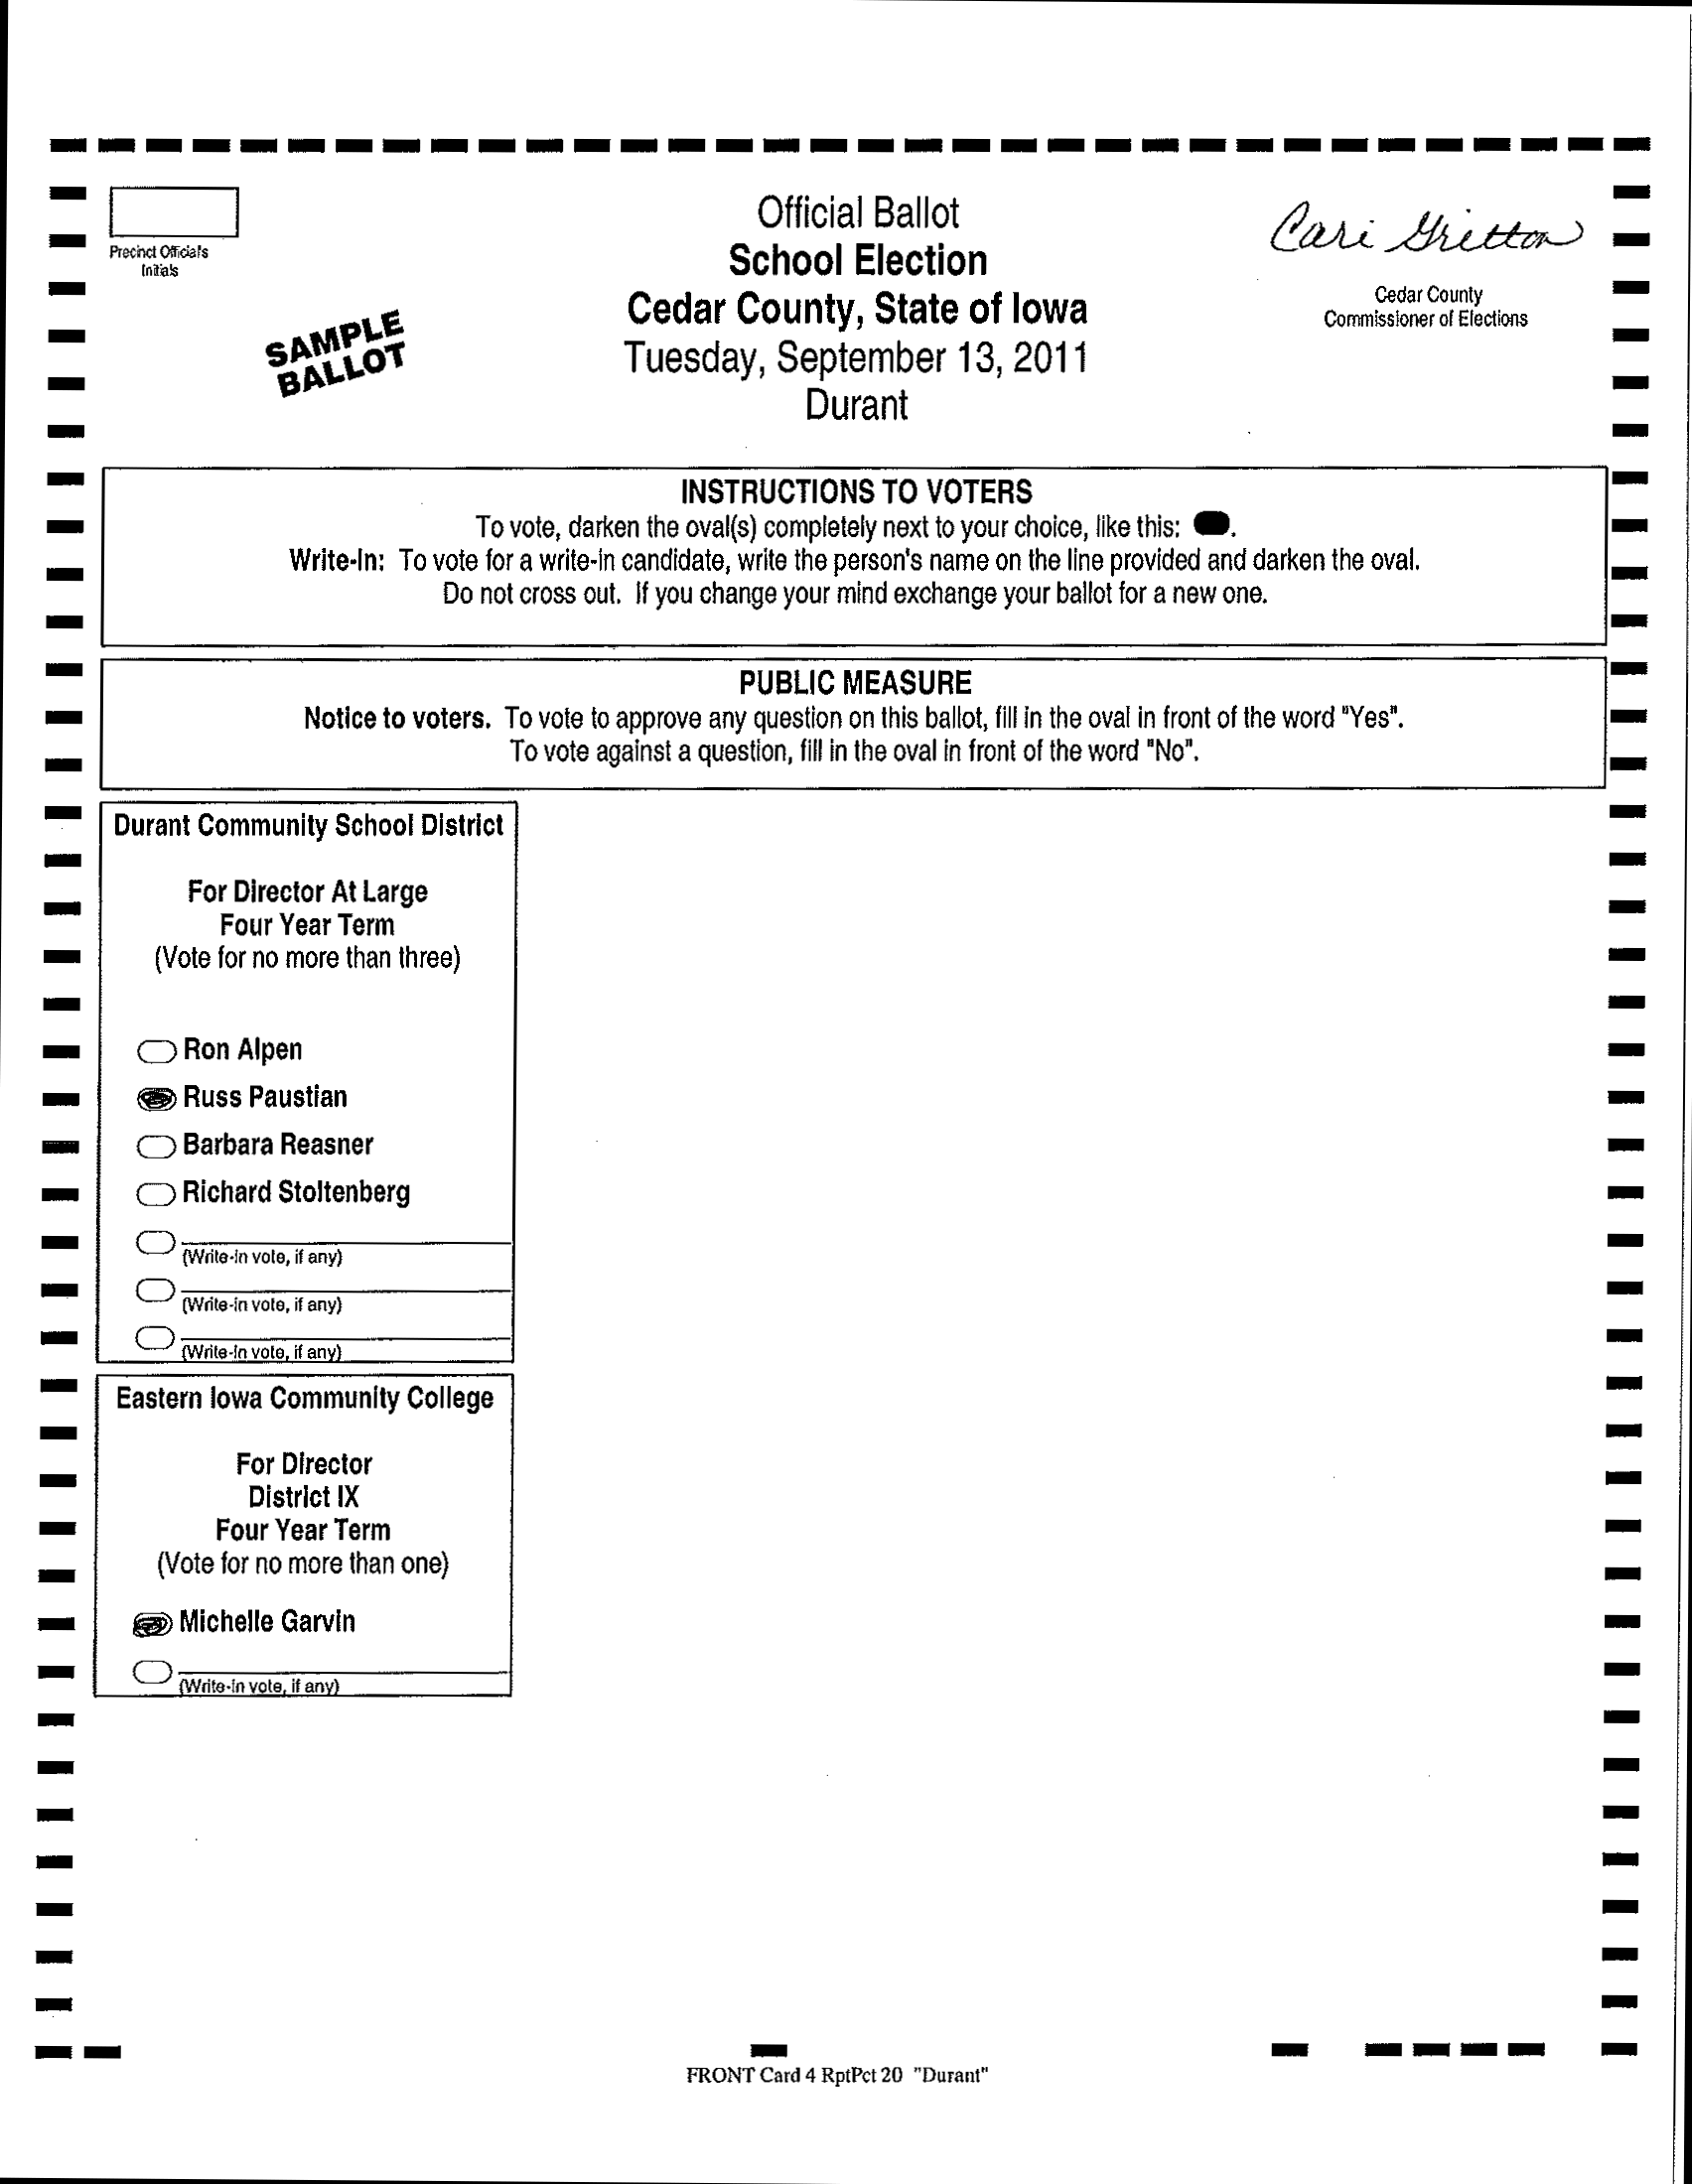 Precinct Official's
Initials
SAMPLE
BALLOT
Official Ballot
School Election
Cedar County, State of Iowa
Tuesday, September 13, 2011
Durant
Cari Gritton
Cedar County
Commissioner of Elections
INSTRUCTIONS TO VOTERS
To vote, darken the oval(s) completely next to your choice, like this: .
Write-In: To vote for a write-in candidate, write the person's name on the line provided and darken the oval.
Do not cross out. If you change your mind exchange your ballot for a new one.
PUBLIC MEASURE
Notice to voters. To vote to approve any question on this ballot, fill in the oval in front of the word "Yes".
To vote against a question, fill in the oval in front of the word "No".
Durant Community School District
For Director At Large
Four Year Term
(Vote for no more than three)
Ron Alpen
Russ Paustian
Barbara Reasner
Richard Stoltenberg
(Write-in vote, if any)
(Write-in vote, if any)
(Write-in vote, if any)
Eastern Iowa Community College
For Director
District IX
Four Year Term
(Vote for no more than one)
Michelle Garvin
(Write-in vote, if any)
FRONT Card 4 RptPct 20 "Durant"